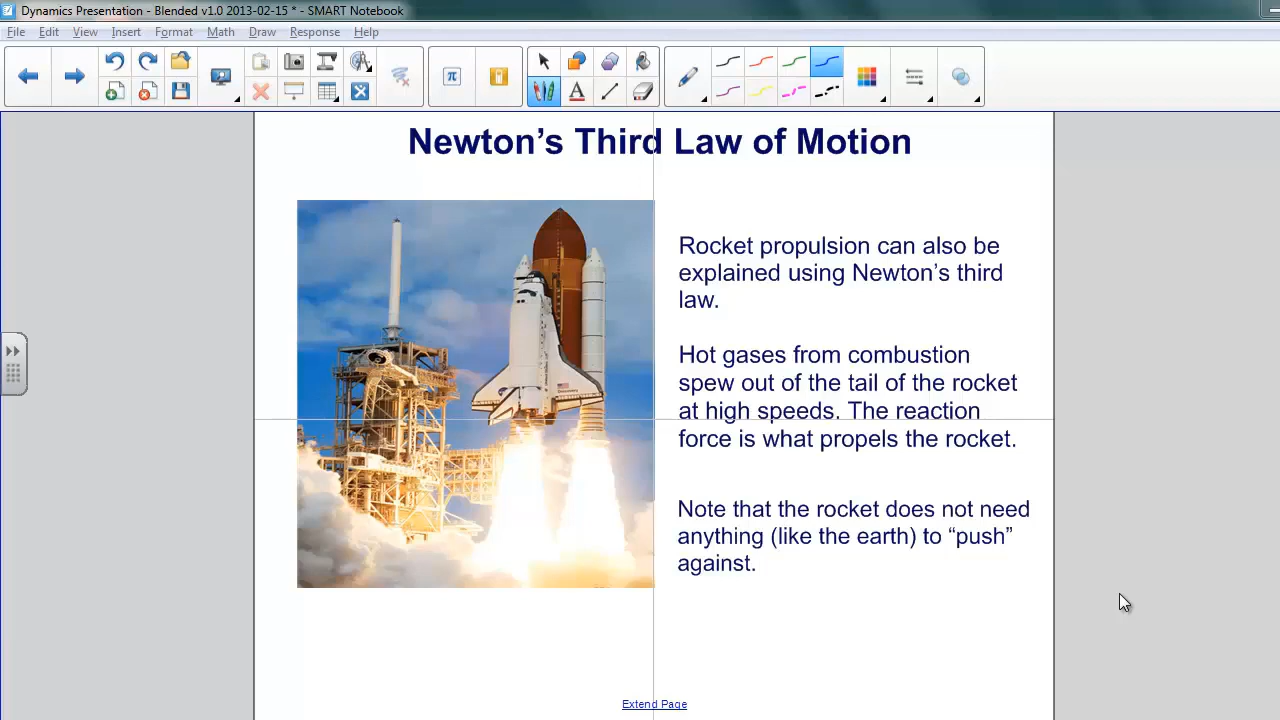 Dynamics Presentation - Blended v1.0 2013-02-15 * - SMART Notebook
File Edit View Insert Format Math Draw Response Help
π
A
Newton's Third Law of Motion
Rocket propulsion can also be
explained using Newton's third
law.
Hot gases from combustion
spew out of the tail of the rocket
at high speeds. The reaction
force is what propels the rocket.
Note that the rocket does not need
anything (like the earth) to “push”
against.
Discovery
Extend Page